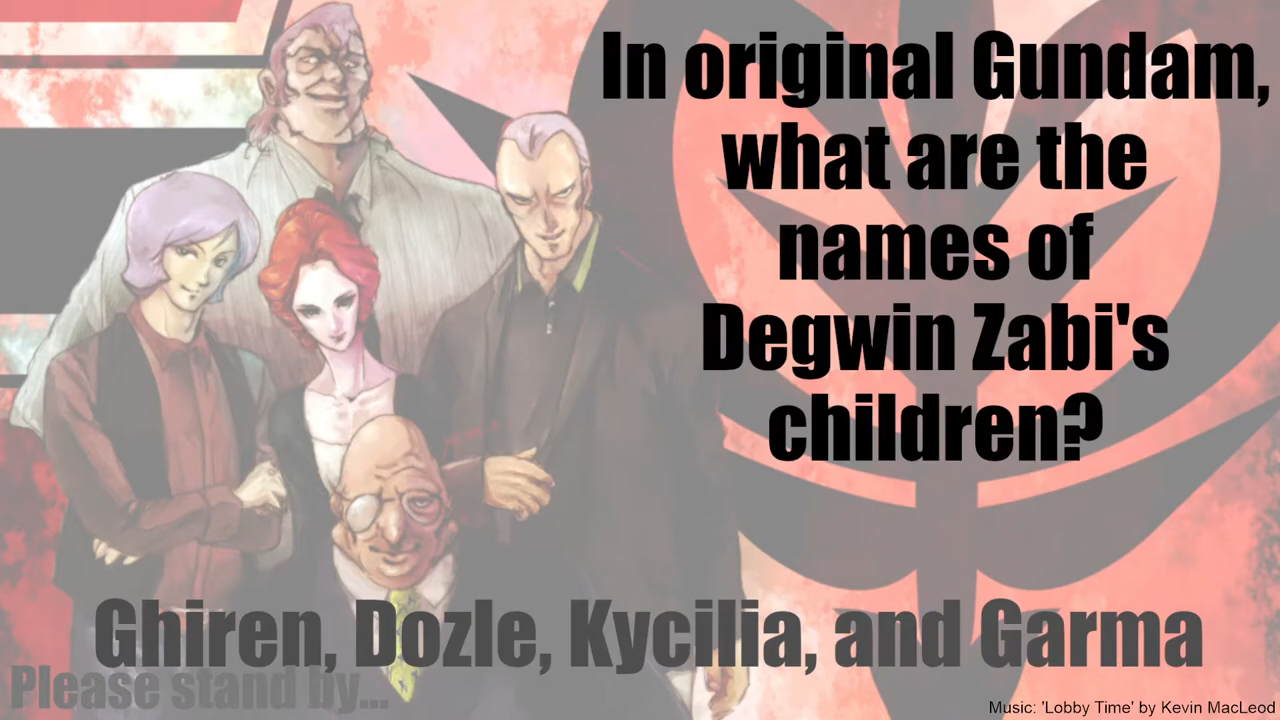 In original Gundam,
what are the
names of
Degwin Zabi's
children?
Ghiren, Dozle, Kycilia, and Garma
Please stand by...
Music: 'Lobby Time' by Kevin MacLeod